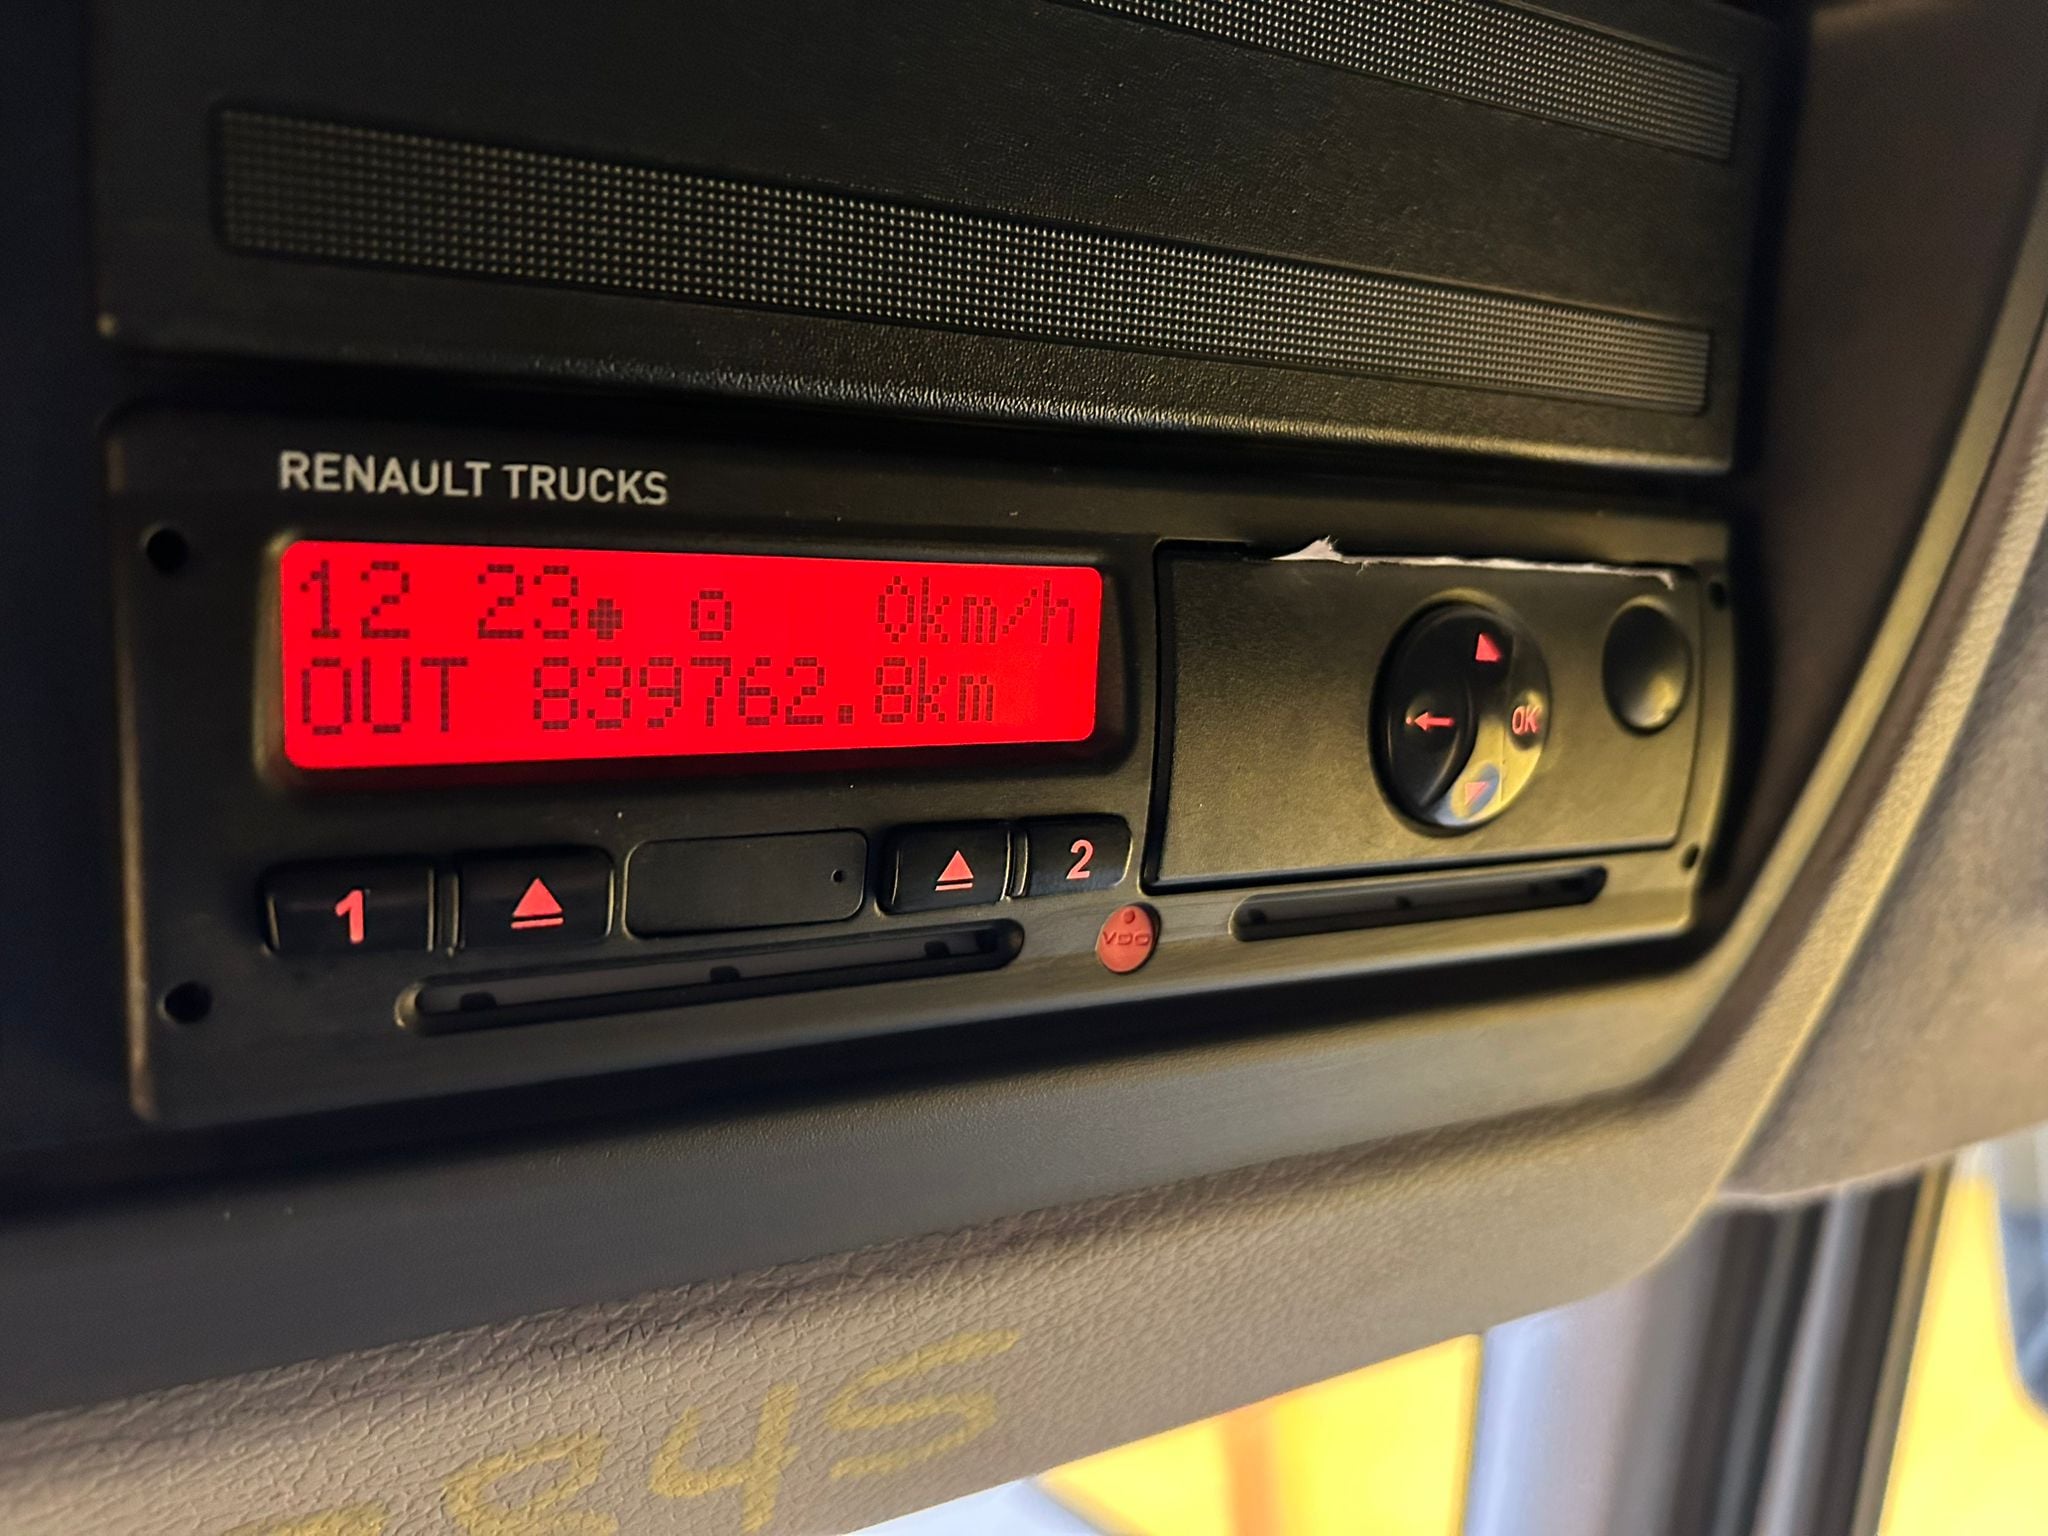 RENAULT TRUCKS
12 23● ⊙ 0km/h
OUT 839762.8km
OK
1 2
VDO